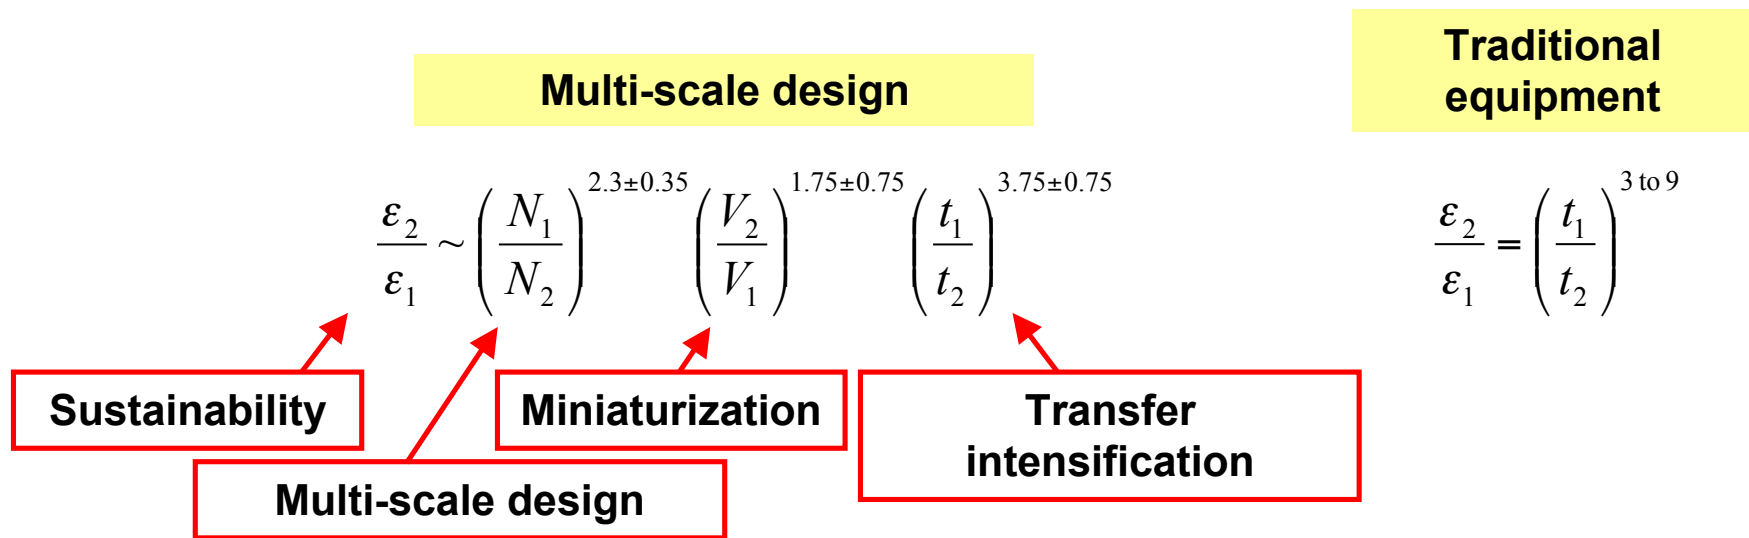 Multi-scale design
Traditional
equipment
ε₂/ε₁ ~ (N₁/N₂)^2.3±0.35 (V₂/V₁)^1.75±0.75 (t₁/t₂)^3.75±0.75
ε₂/ε₁ = (t₁/t₂)^3 to 9
Sustainability
Miniaturization
Transfer
intensification
Multi-scale design